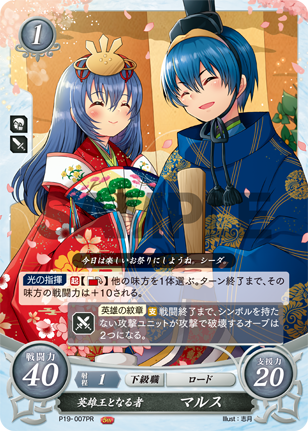 1
SAMPLE
今日は楽しいお祭りにしようね、シーダ。
光の指揮 起【】他の味方を1体選ぶ。ターン終了まで、そ
の味方の戦闘力は＋10される。
英雄の紋章 支 戦闘終了まで、シンボルを持た
ない攻撃ユニットが攻撃で破壊するオーブは
2つになる。
戦闘力
40
射程 1 下級職 ロード
支援力
20
英雄王となる者 マルス
P19-007PR
Illust：志月